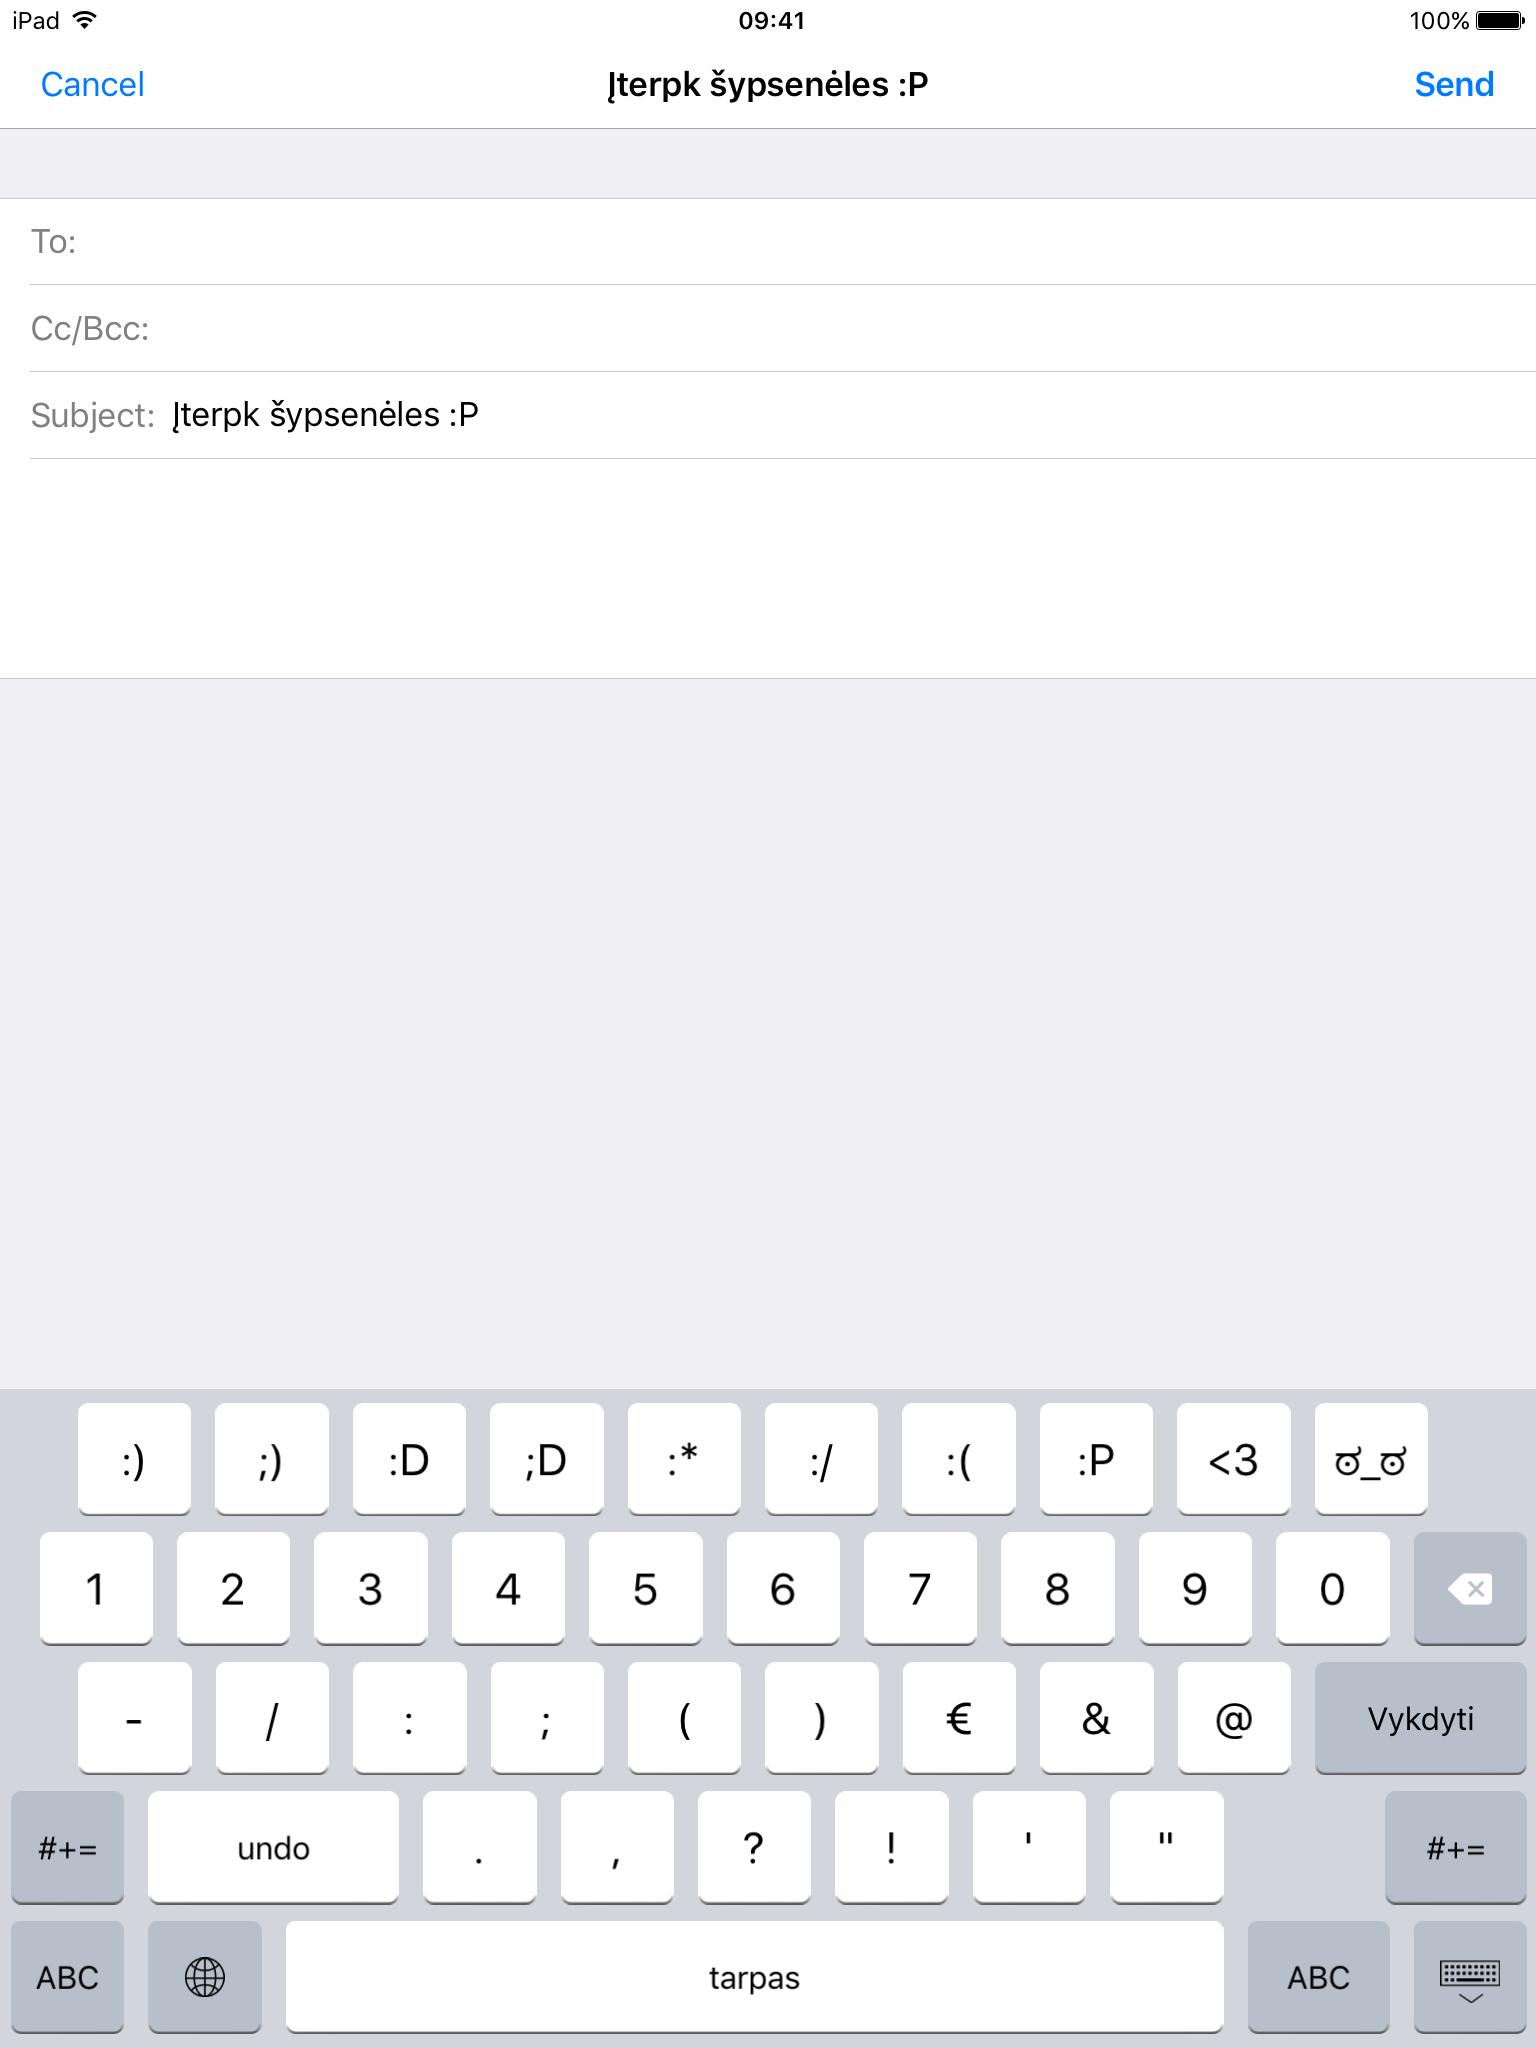 iPad 09:41 100%
Cancel Įterpk šypsenėles :P Send
To:
Cc/Bcc:
Subject: Įterpk šypsenėles :P
:) ;) :D ;D :* :/ :( :P <3 ಠ_ಠ
1 2 3 4 5 6 7 8 9 0
- / : ; ( ) € & @ Vykdyti
#+= undo . , ? ! ' " #+=
ABC tarpas ABC